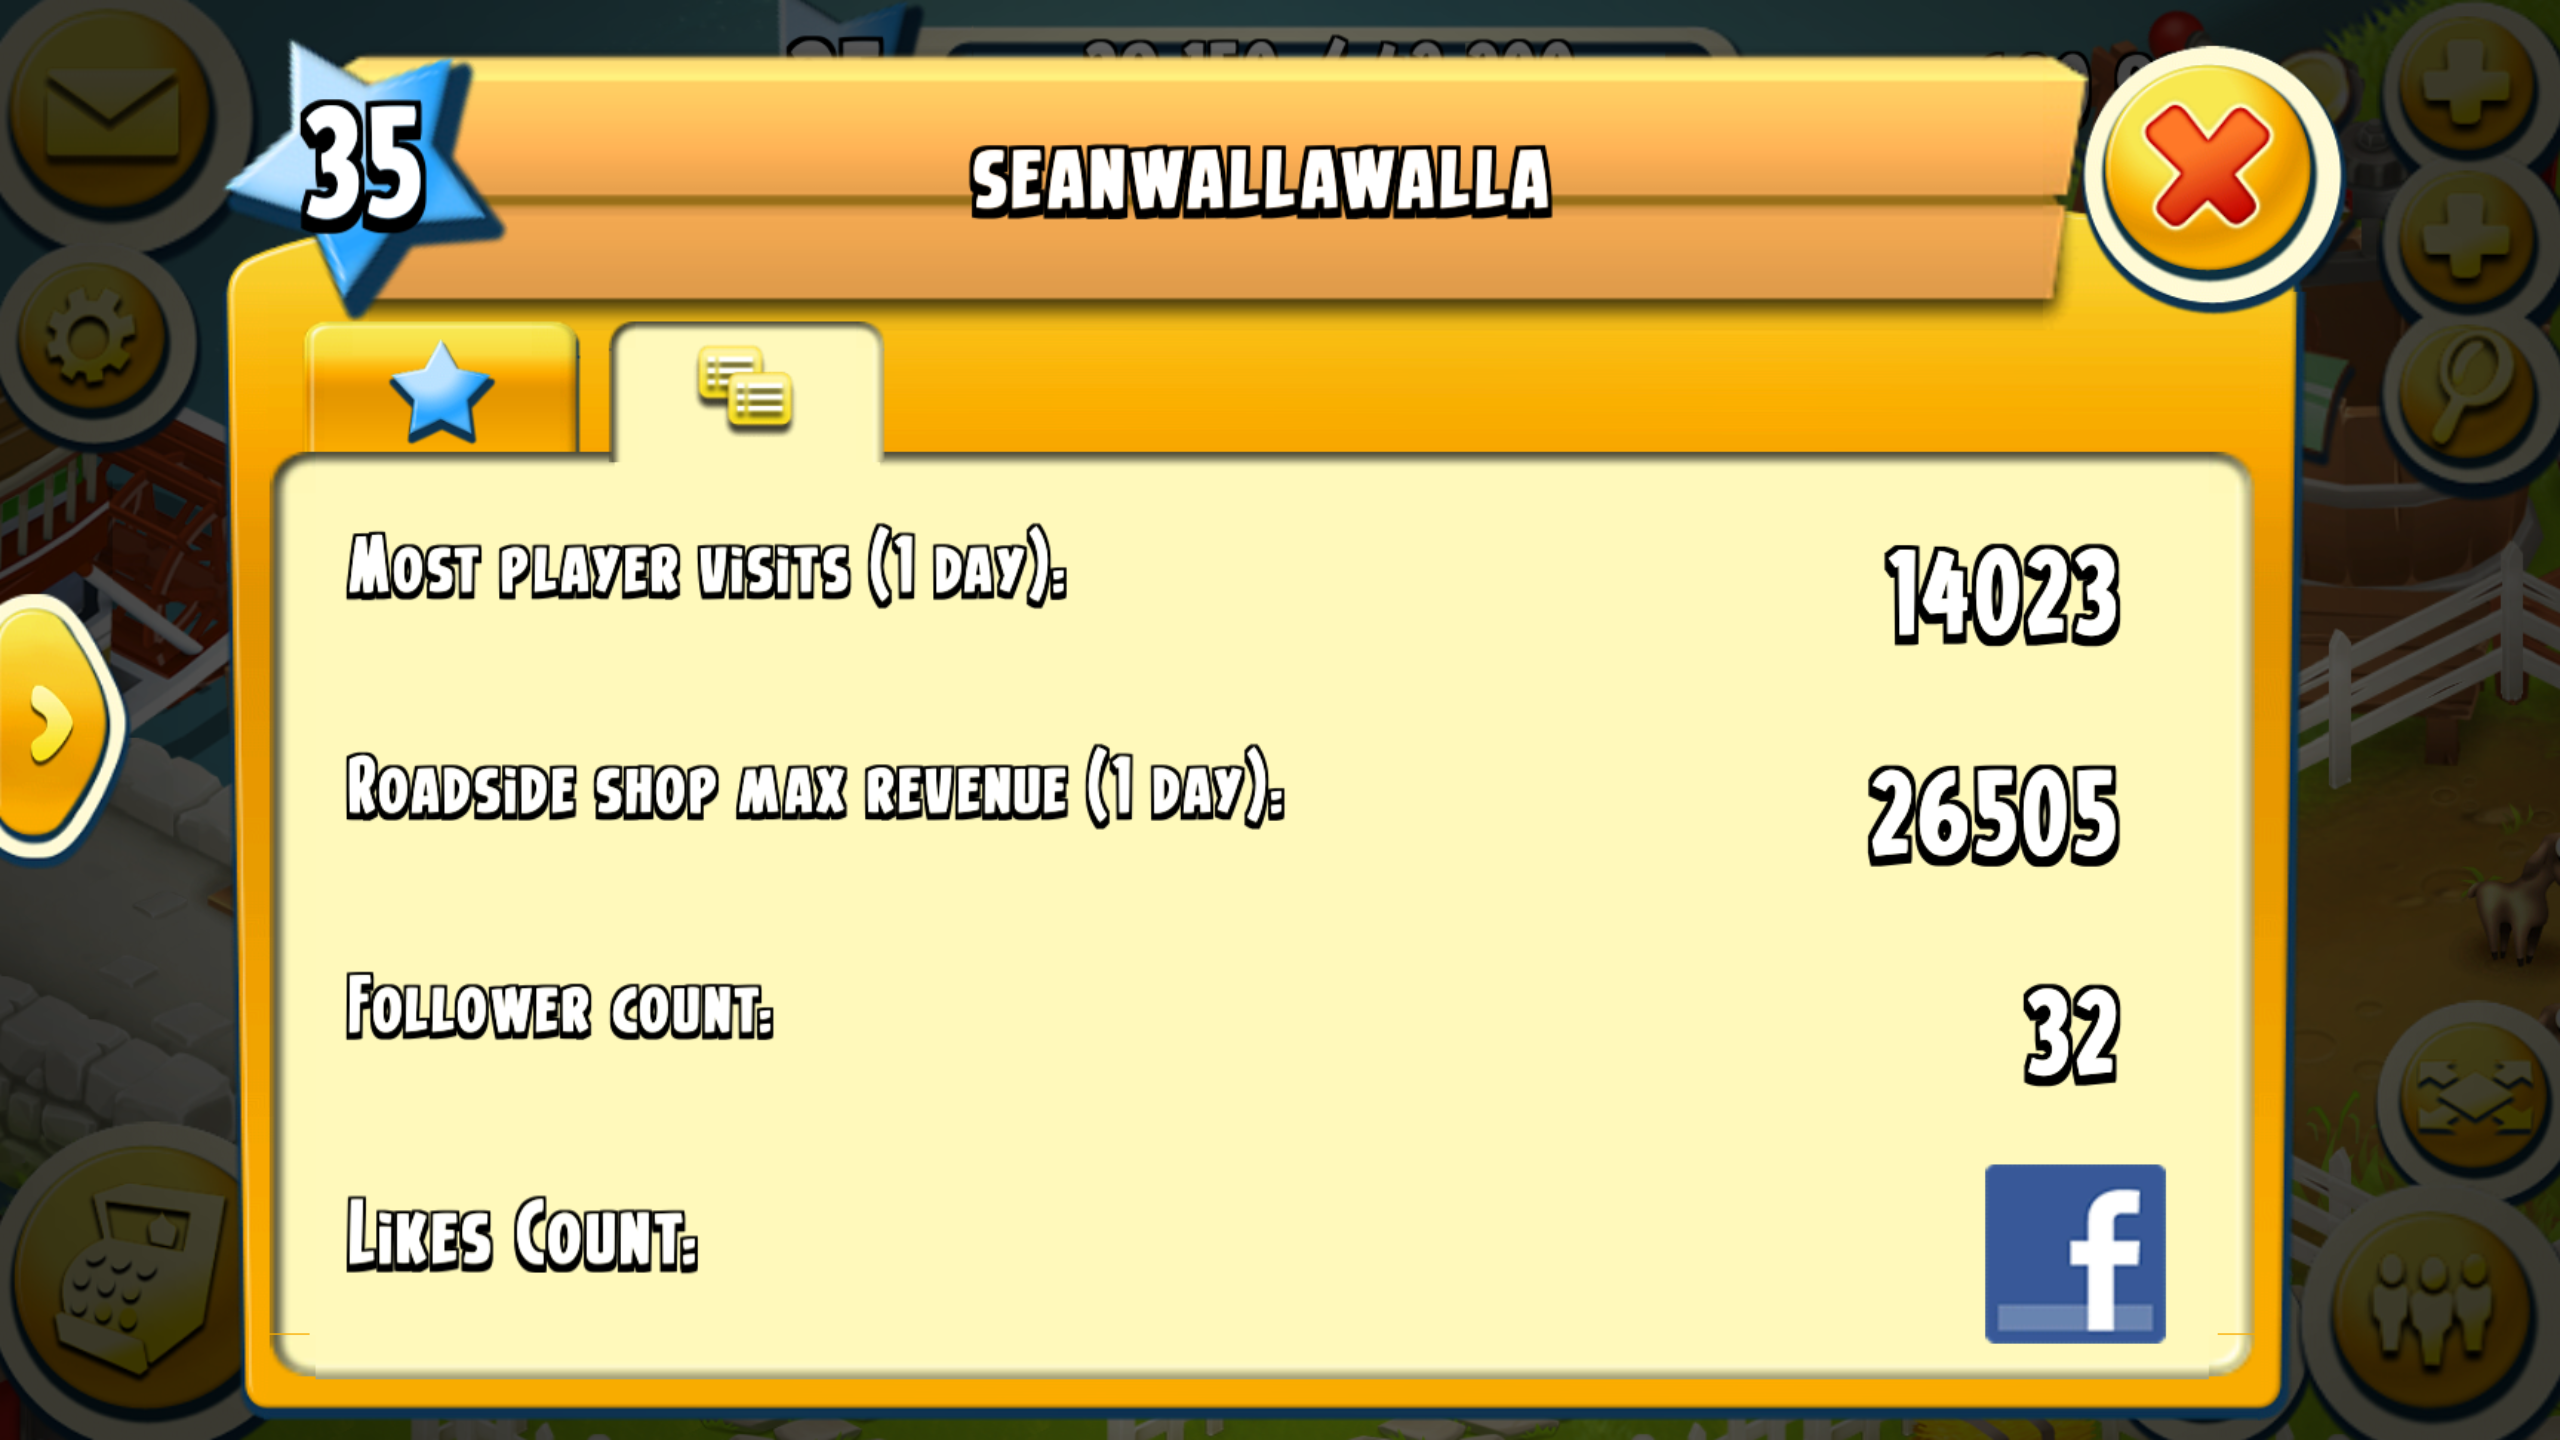 35
SEANWALLAWALLA
MOST PLAYER VISITS (1 DAY):
14023
ROADSIDE SHOP MAX REVENUE (1 DAY):
26505
FOLLOWER COUNT:
32
LIKES COUNT:
f